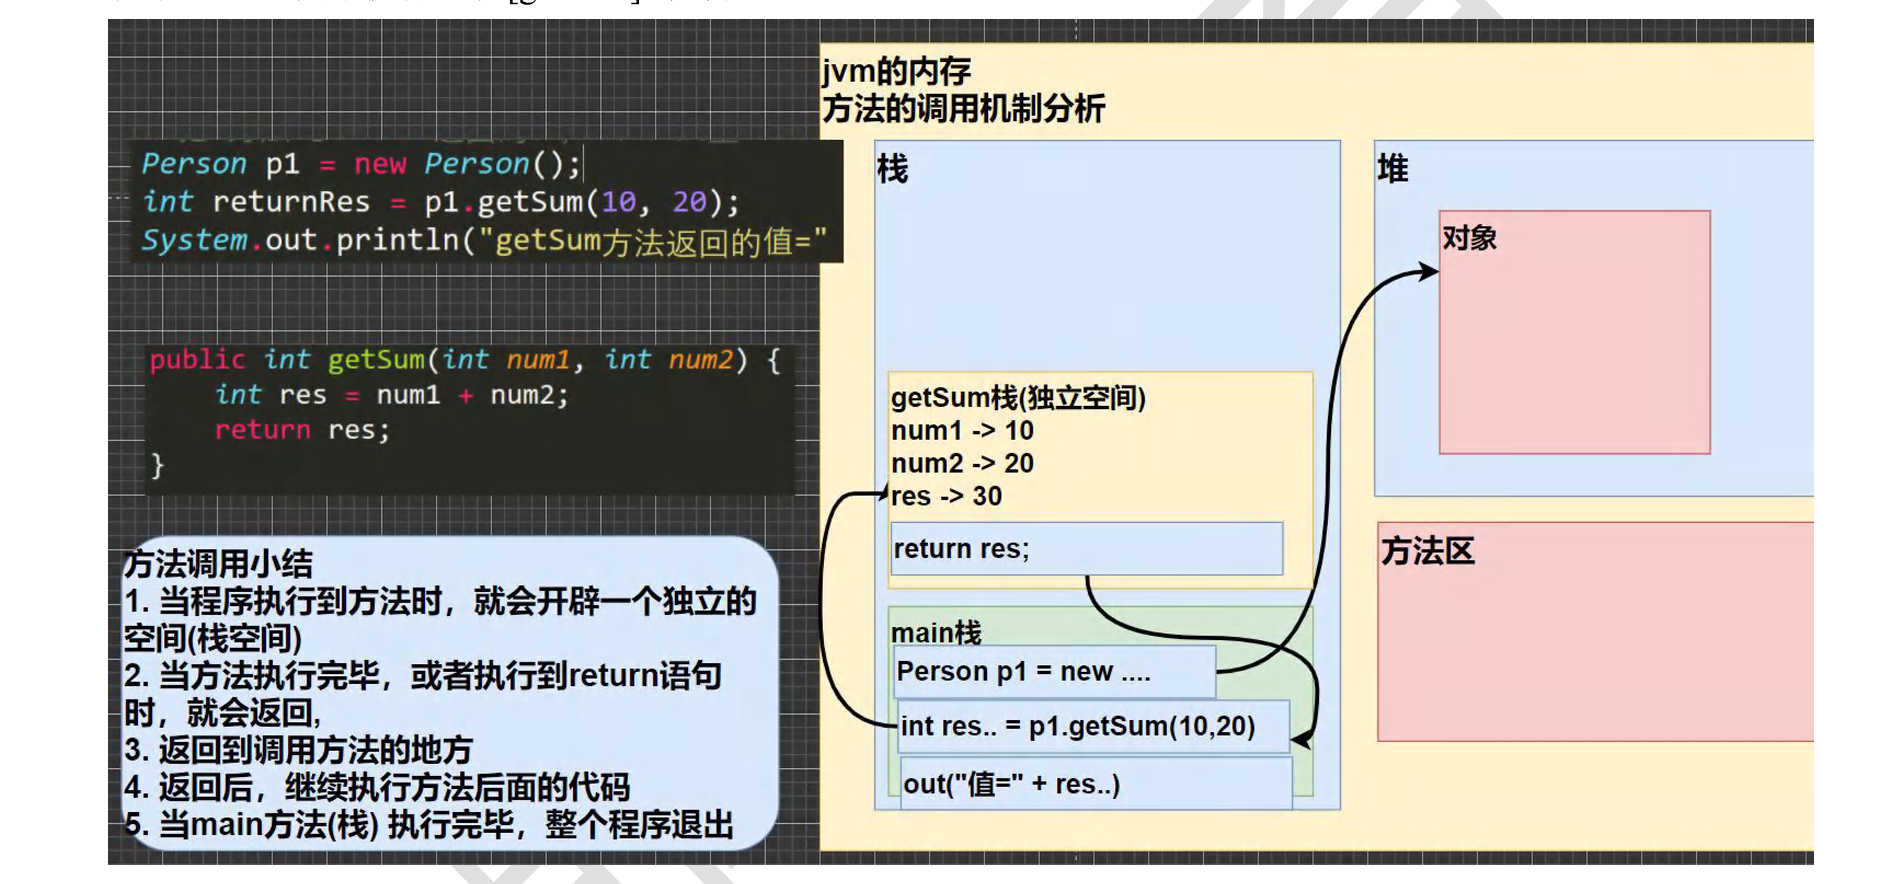 Person p1 = new Person();
int returnRes = p1.getSum(10, 20);
System.out.println("getSum方法返回的值="
public int getSum(int num1, int num2) {
int res = num1 + num2;
return res;
}
方法调用小结
1. 当程序执行到方法时，就会开辟一个独立的
空间(栈空间)
2. 当方法执行完毕，或者执行到return语句
时，就会返回,
3. 返回到调用方法的地方
4. 返回后，继续执行方法后面的代码
5. 当main方法(栈) 执行完毕，整个程序退出
jvm的内存
方法的调用机制分析
栈
getSum栈(独立空间)
num1 -> 10
num2 -> 20
res -> 30
return res;
main栈
Person p1 = new ....
int res.. = p1.getSum(10,20)
out("值=" + res..)
堆
对象
方法区